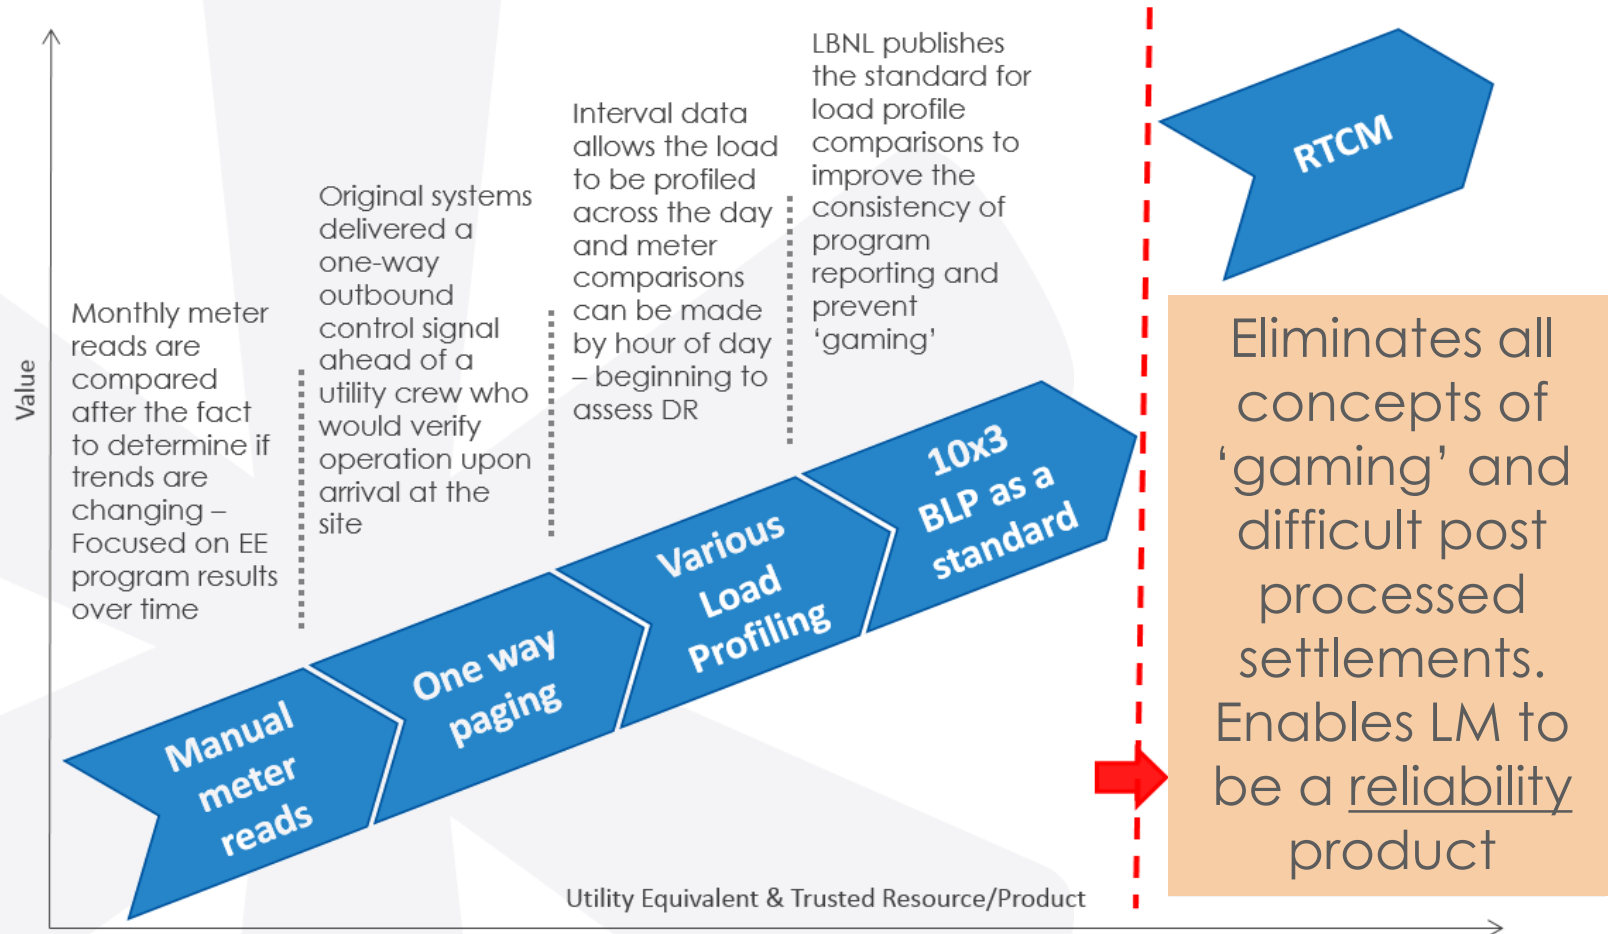 Value
Monthly meter
reads are
compared
after the fact
to determine if
trends are
changing –
Focused on EE
program results
over time
Original systems
delivered a
one-way
outbound
control signal
ahead of a
utility crew who
would verify
operation upon
arrival at the
site
Interval data
allows the load
to be profiled
across the day
and meter
comparisons
can be made
by hour of day
– beginning to
assess DR
LBNL publishes
the standard for
load profile
comparisons to
improve the
consistency of
program
reporting and
prevent
‘gaming’
Manual
meter
reads
One way
paging
Various
Load
Profiling
10x3
BLP as a
standard
RTCM
Eliminates all
concepts of
‘gaming’ and
difficult post
processed
settlements.
Enables LM to
be a reliability
product
Utility Equivalent & Trusted Resource/Product